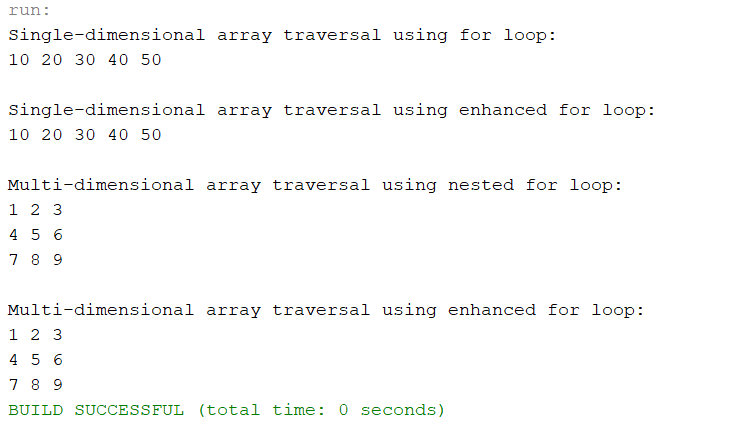 run:
Single-dimensional array traversal using for loop:
10 20 30 40 50
Single-dimensional array traversal using enhanced for loop:
10 20 30 40 50
Multi-dimensional array traversal using nested for loop:
1 2 3
4 5 6
7 8 9
Multi-dimensional array traversal using enhanced for loop:
1 2 3
4 5 6
7 8 9
BUILD SUCCESSFUL (total time: 0 seconds)